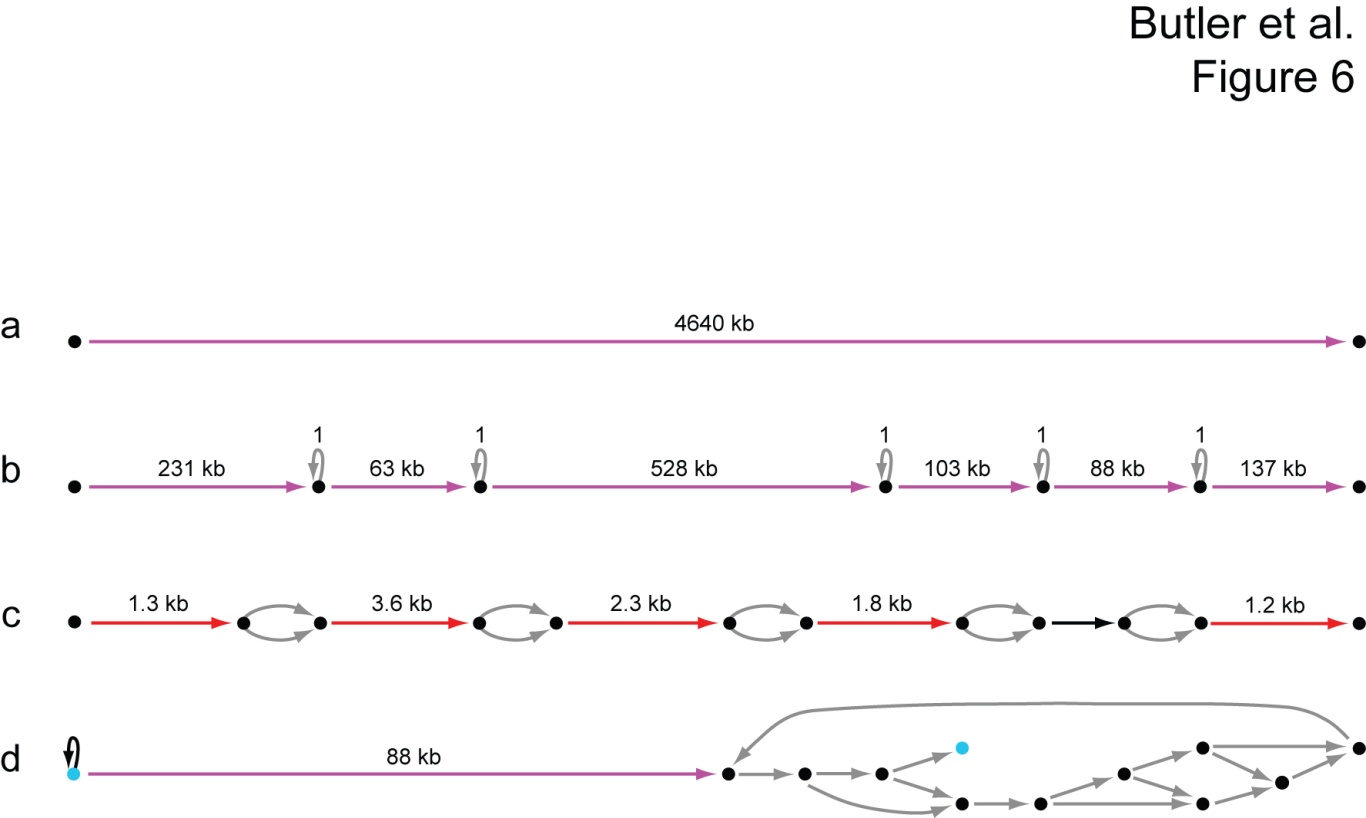 Butler et al.
Figure 6
a
4640 kb
b
231 kb
1
63 kb
1
528 kb
1
103 kb
1
88 kb
1
137 kb
c
1.3 kb
3.6 kb
2.3 kb
1.8 kb
1.2 kb
d
88 kb